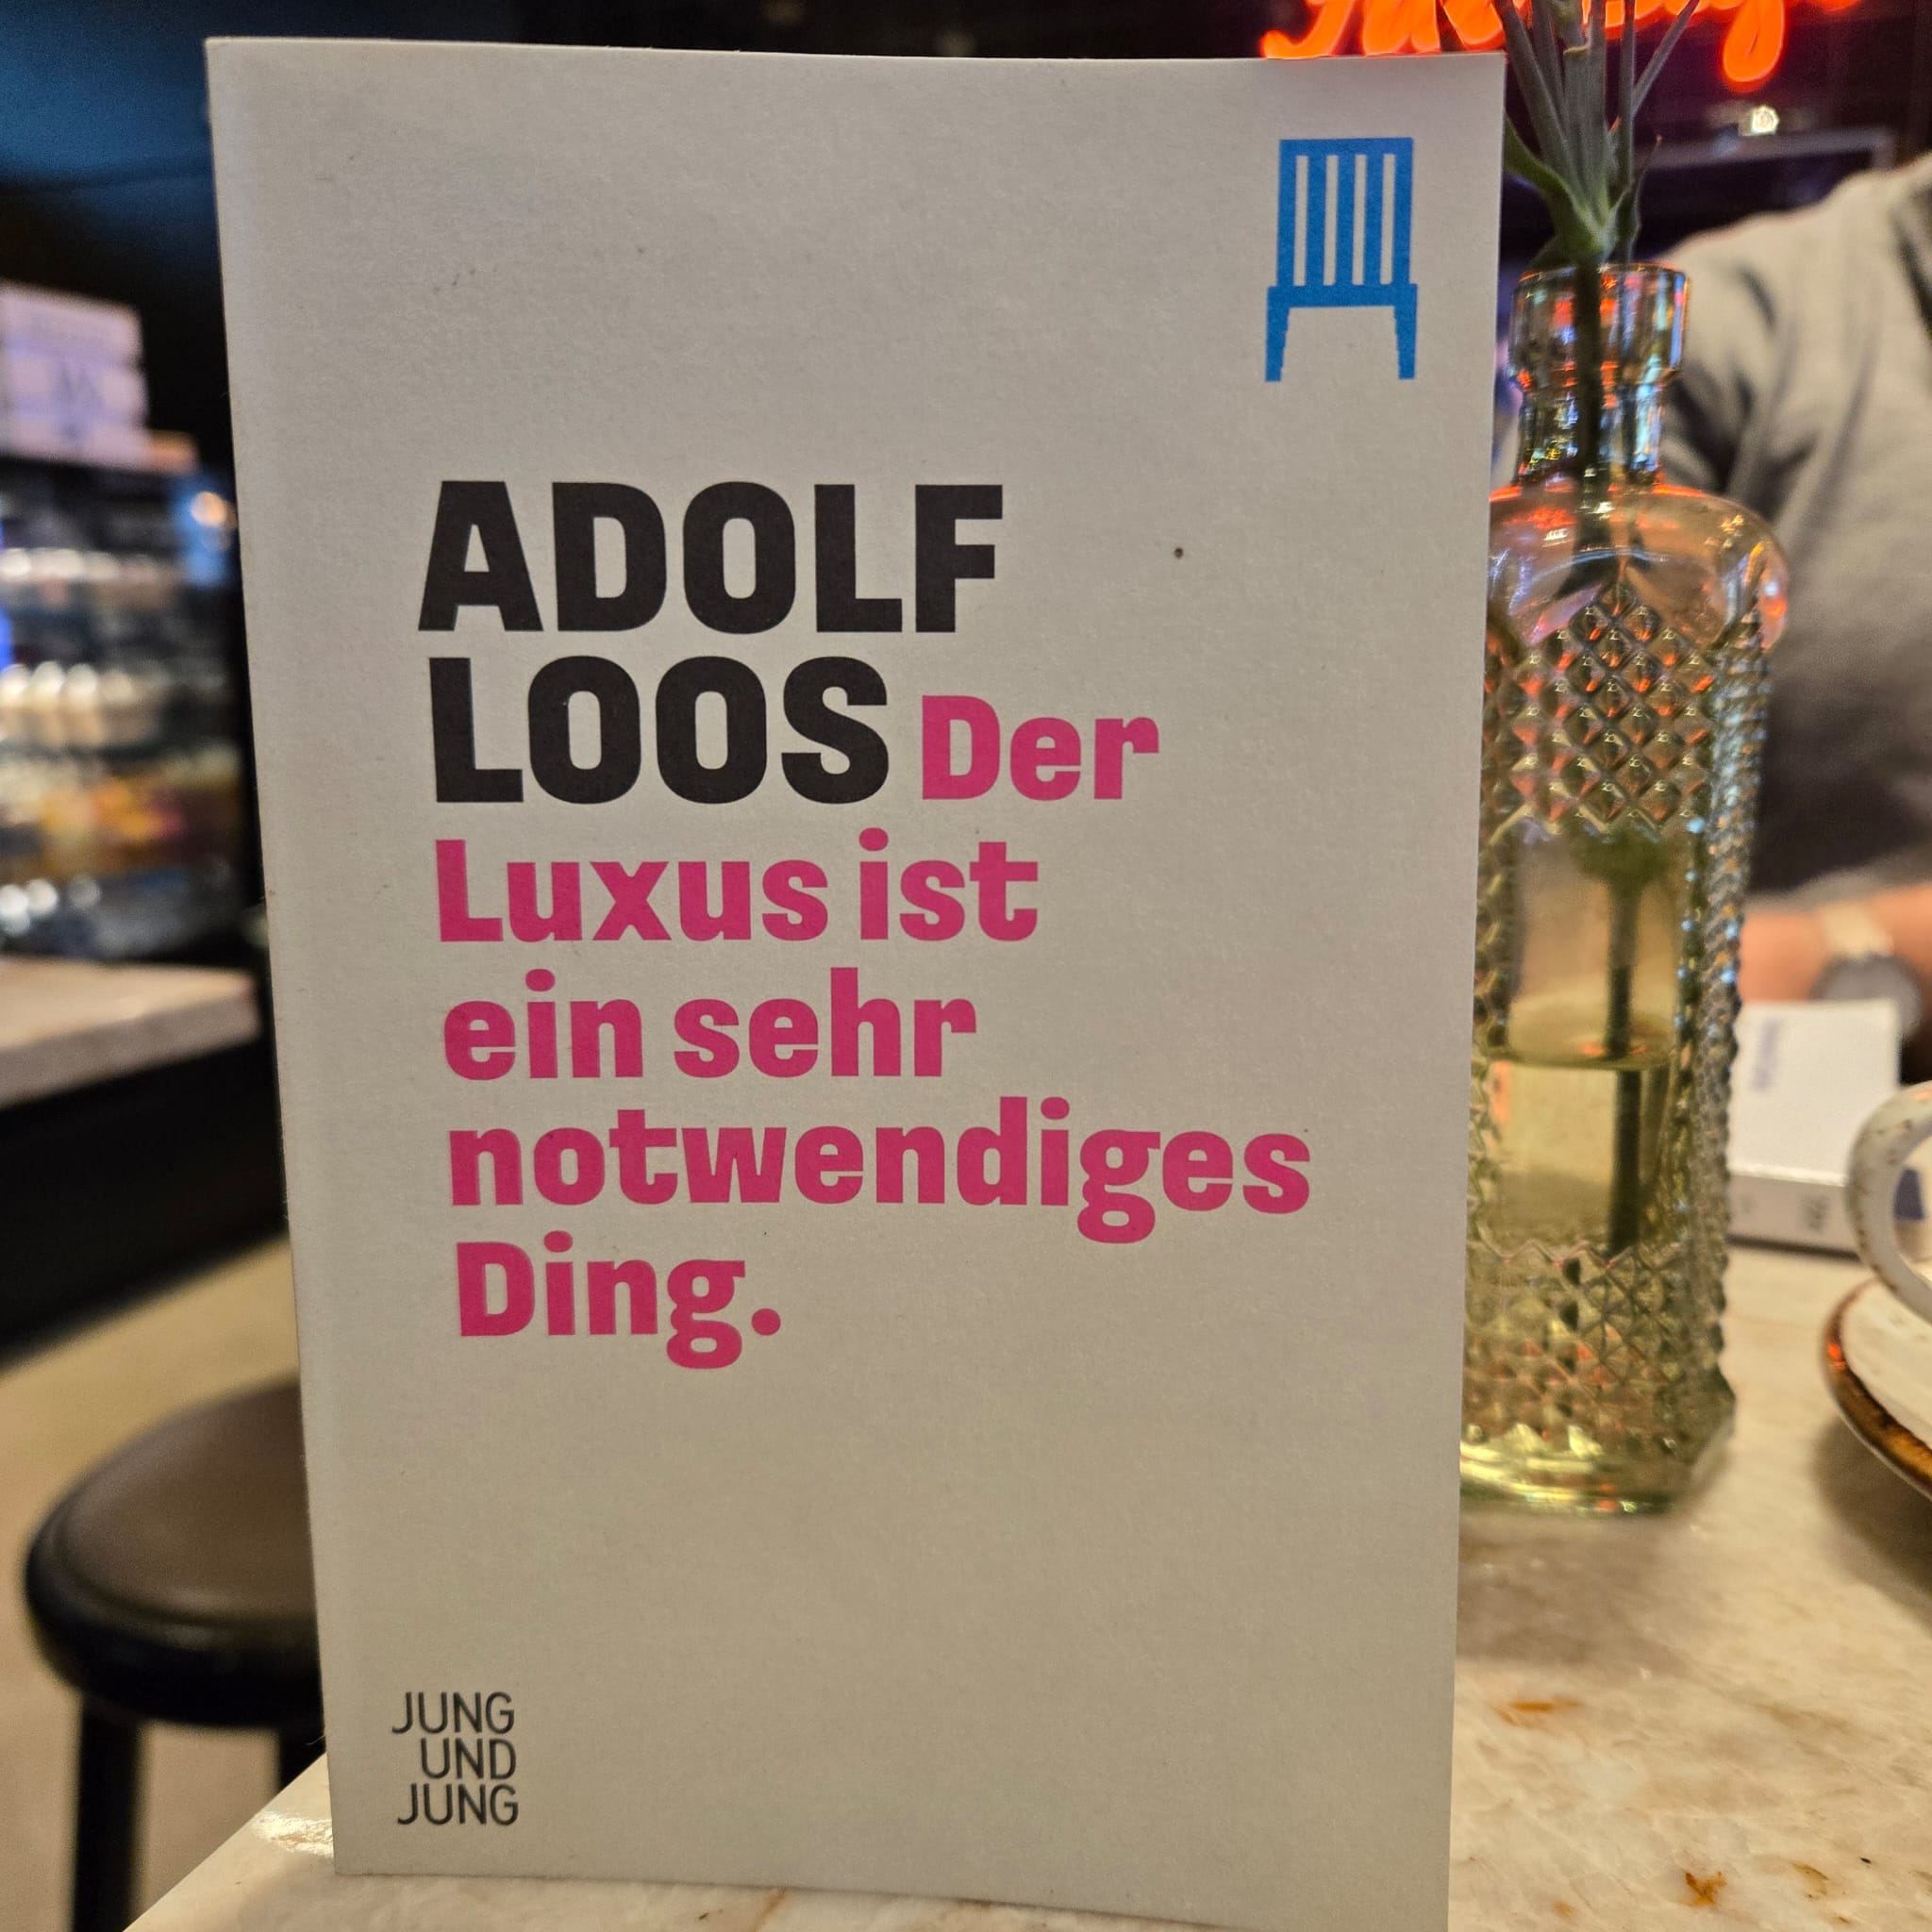 ADOLF
LOOS Der
Luxus ist
ein sehr
notwendiges
Ding.
JUNG
UND
JUNG